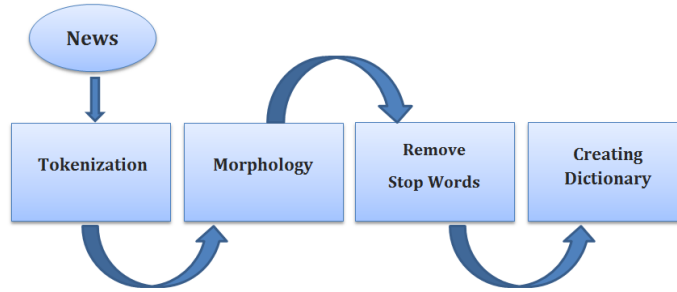 News
Tokenization
Morphology
Remove
Stop Words
Creating
Dictionary